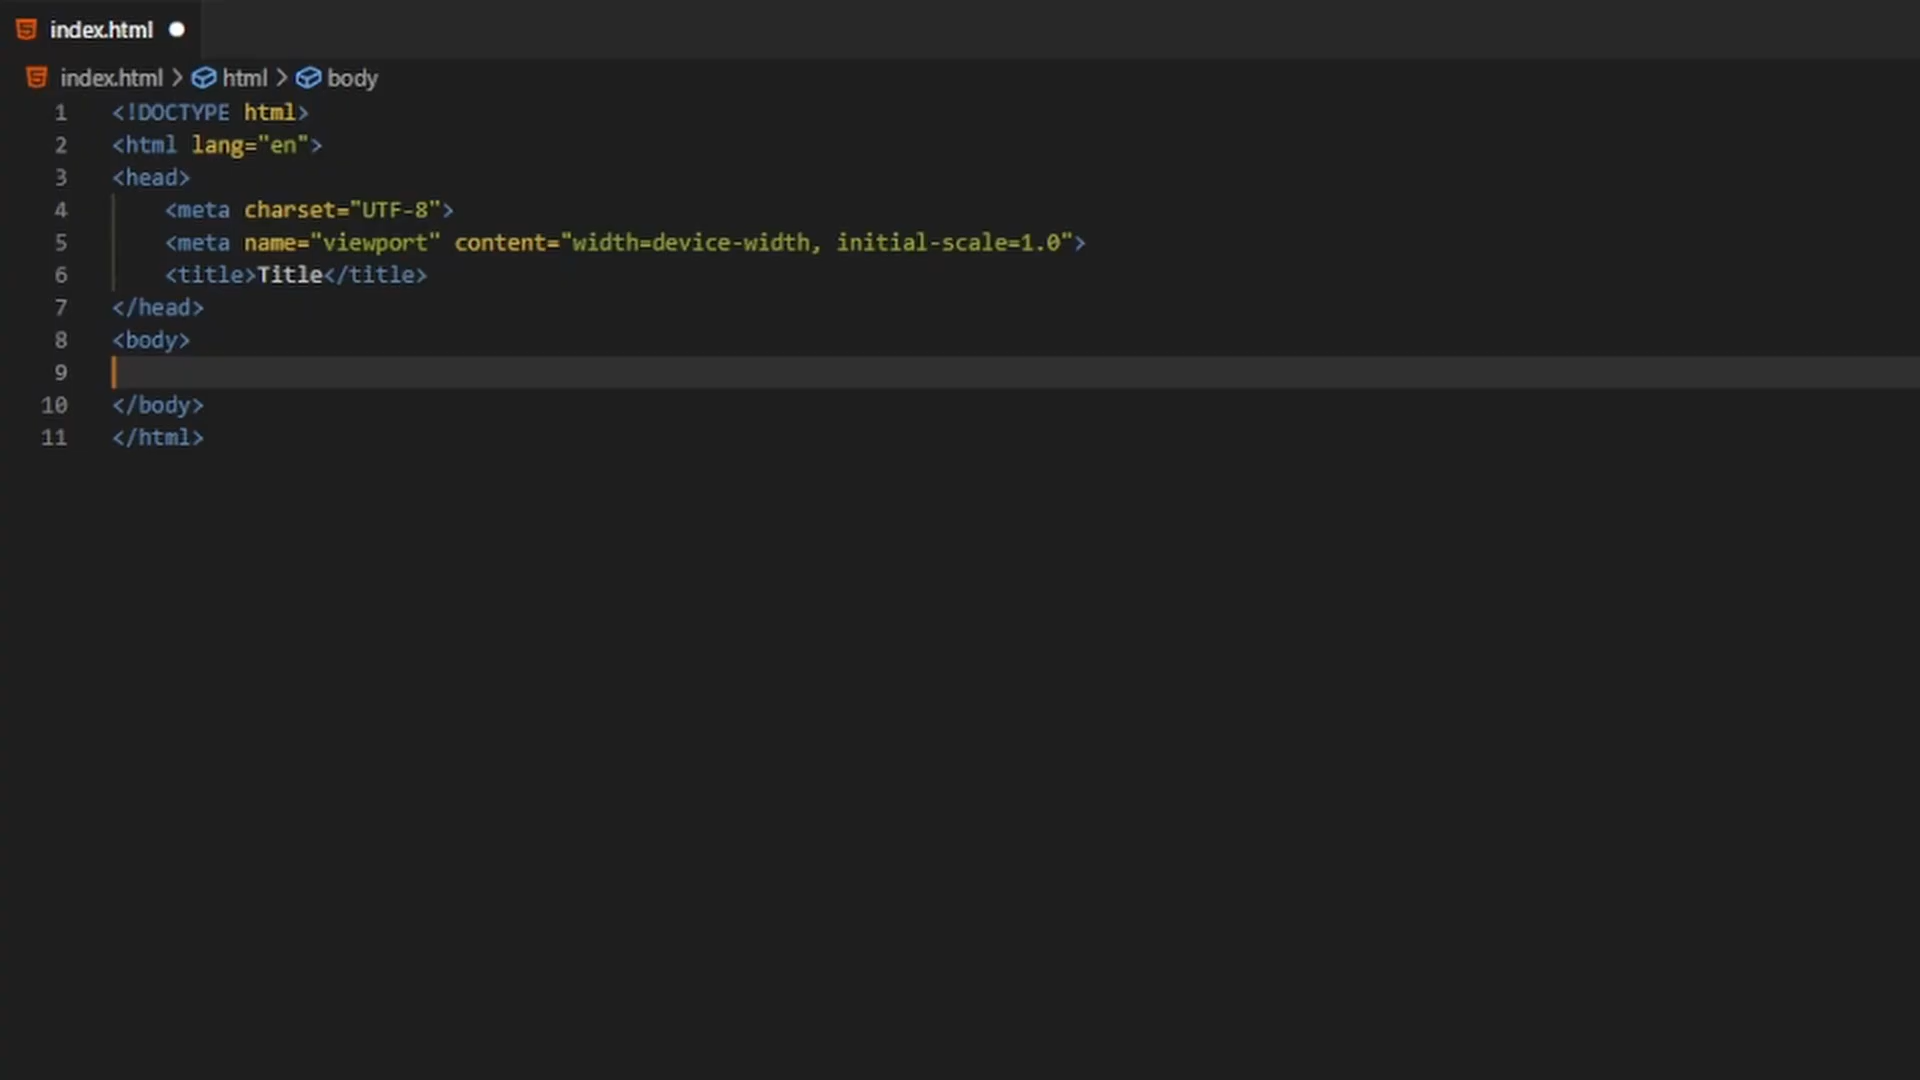 index.html
index.html > html > body
1 <!DOCTYPE html>
2 <html lang="en">
3 <head>
4     <meta charset="UTF-8">
5     <meta name="viewport" content="width=device-width, initial-scale=1.0">
6     <title>Title</title>
7 </head>
8 <body>
9
10 </body>
11 </html>